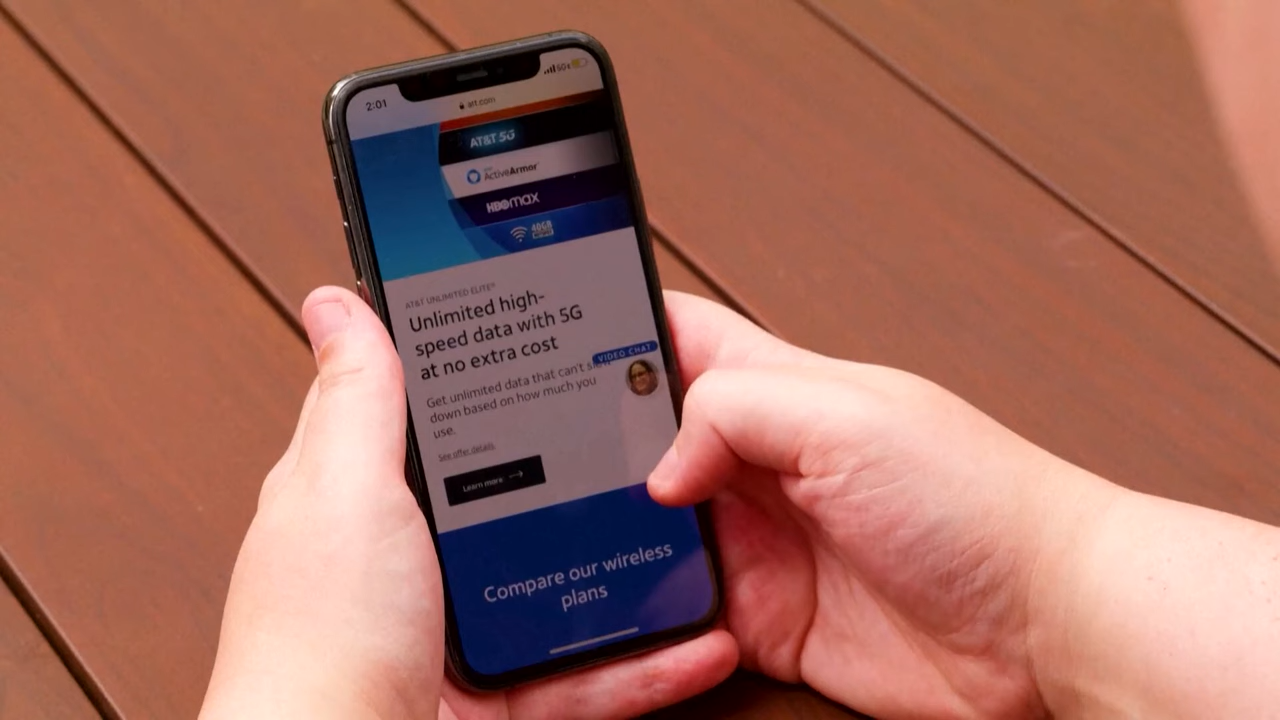 2:01
att.com
5G
AT&T 5G
ActiveArmor
HBOmax
40GB
AT&T UNLIMITED ELITE®
Unlimited high-
speed data with 5G
at no extra cost
VIDEO CHAT
Get unlimited data that can't
down based on how much you
use.
See offer details
Learn more →
Compare our wireless
plans